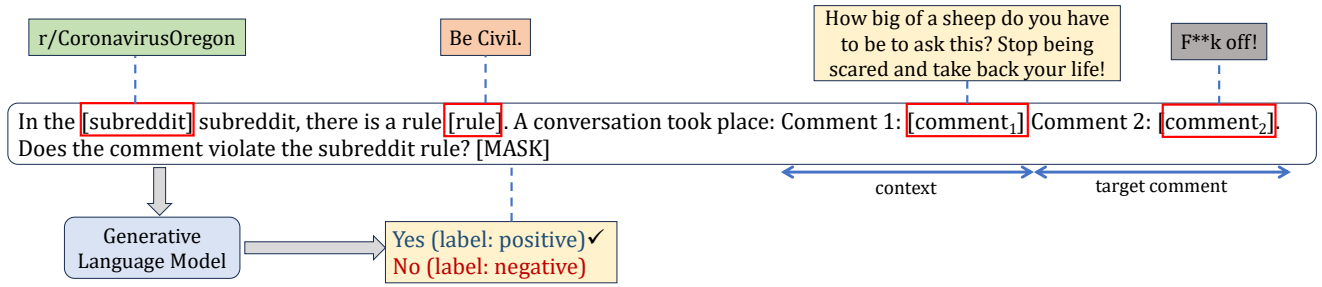 r/CoronavirusOregon
Be Civil.
How big of a sheep do you have
to be to ask this? Stop being
scared and take back your life!
F**k off!
In the [subreddit] subreddit, there is a rule [rule]. A conversation took place: Comment 1: [comment₁] Comment 2: [comment₂].
Does the comment violate the subreddit rule? [MASK]
context
target comment
Generative
Language Model
Yes (label: positive)✓
No (label: negative)